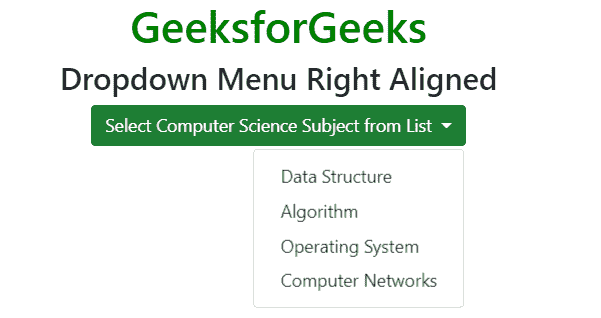 GeeksforGeeks
Dropdown Menu Right Aligned
Select Computer Science Subject from List
Data Structure
Algorithm
Operating System
Computer Networks